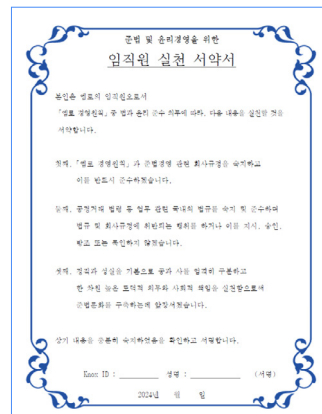 준법 및 윤리경영을 위한
임직원 실천 서약서
본인은 멜로의 임직원으로서
「멜로 경영원칙」중 법과 윤리 준수 의무에 따라, 다음 내용을 실천할 것을
서약합니다.
첫째, 「멜로 경영원칙」과 준법경영 관련 회사규정을 숙지하고
이를 반드시 준수하겠습니다.
둘째, 공정거래 법령 등 업무 관련 국내외 법규를 숙지 및 준수하며
법규 및 회사규정에 위반되는 행위를 하거나 이를 지시, 승인,
방조 또는 묵인하지 않겠습니다.
셋째, 정직과 성실을 기본으로 공과 사를 엄격히 구분하고
한 차원 높은 도덕적 의무와 사회적 책임을 실천함으로써
준법문화를 구축하는데 앞장서겠습니다.
상기 내용을 충분히 숙지하였음을 확인하고 서명합니다.
Knox ID : __________ 성명 : ______________ (서명)
2024년 월 일